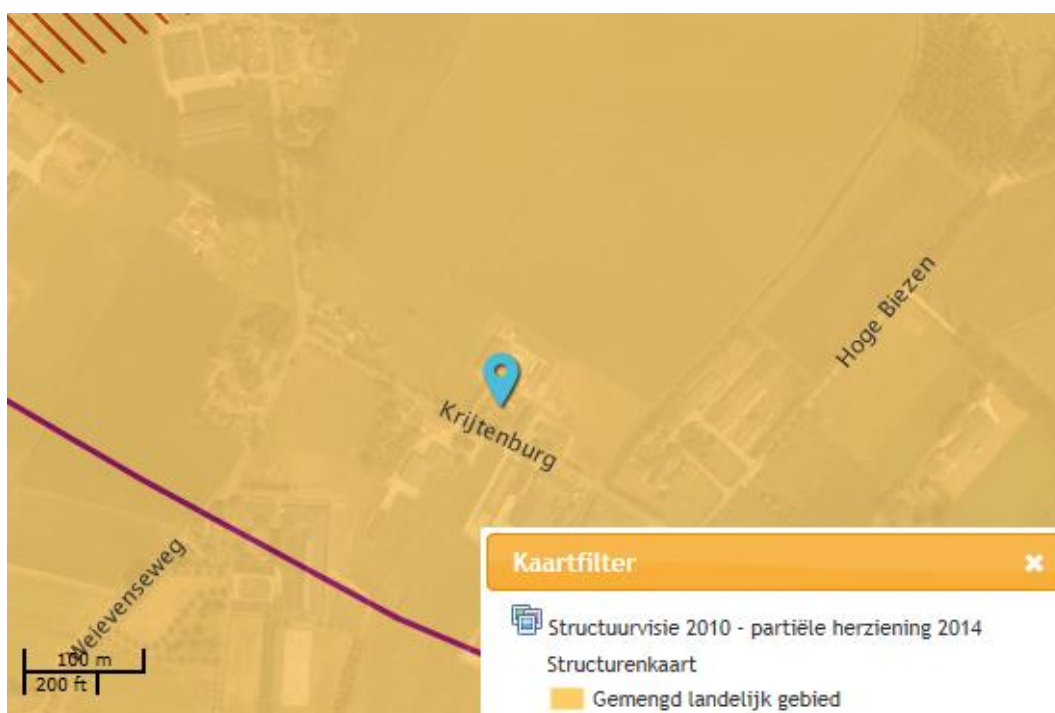 Hoge Biezen
Krijtenburg
Weievenseweg
100 m
200 ft
Kaartfilter
Structuurvisie 2010 - partiële herziening 2014
Structurenkaart
Gemengd landelijk gebied